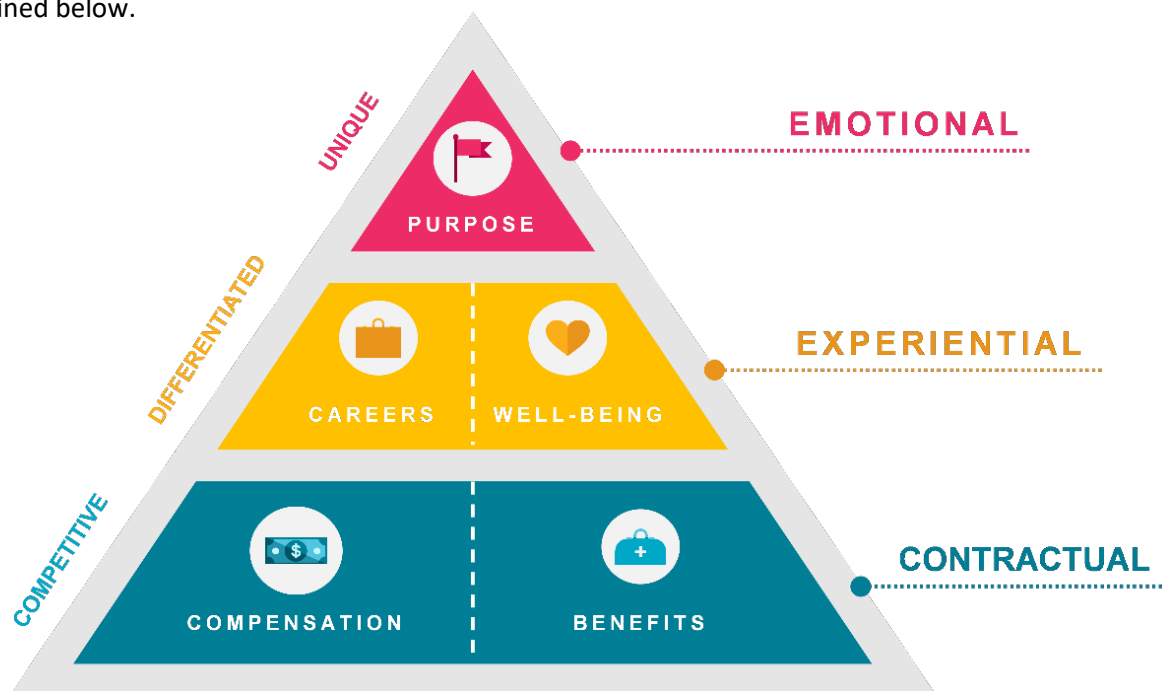 ined below.
UNIQUE
EMOTIONAL
PURPOSE
DIFFERENTIATED
EXPERIENTIAL
CAREERS
WELL-BEING
COMPETITIVE
$
CONTRACTUAL
COMPENSATION
BENEFITS